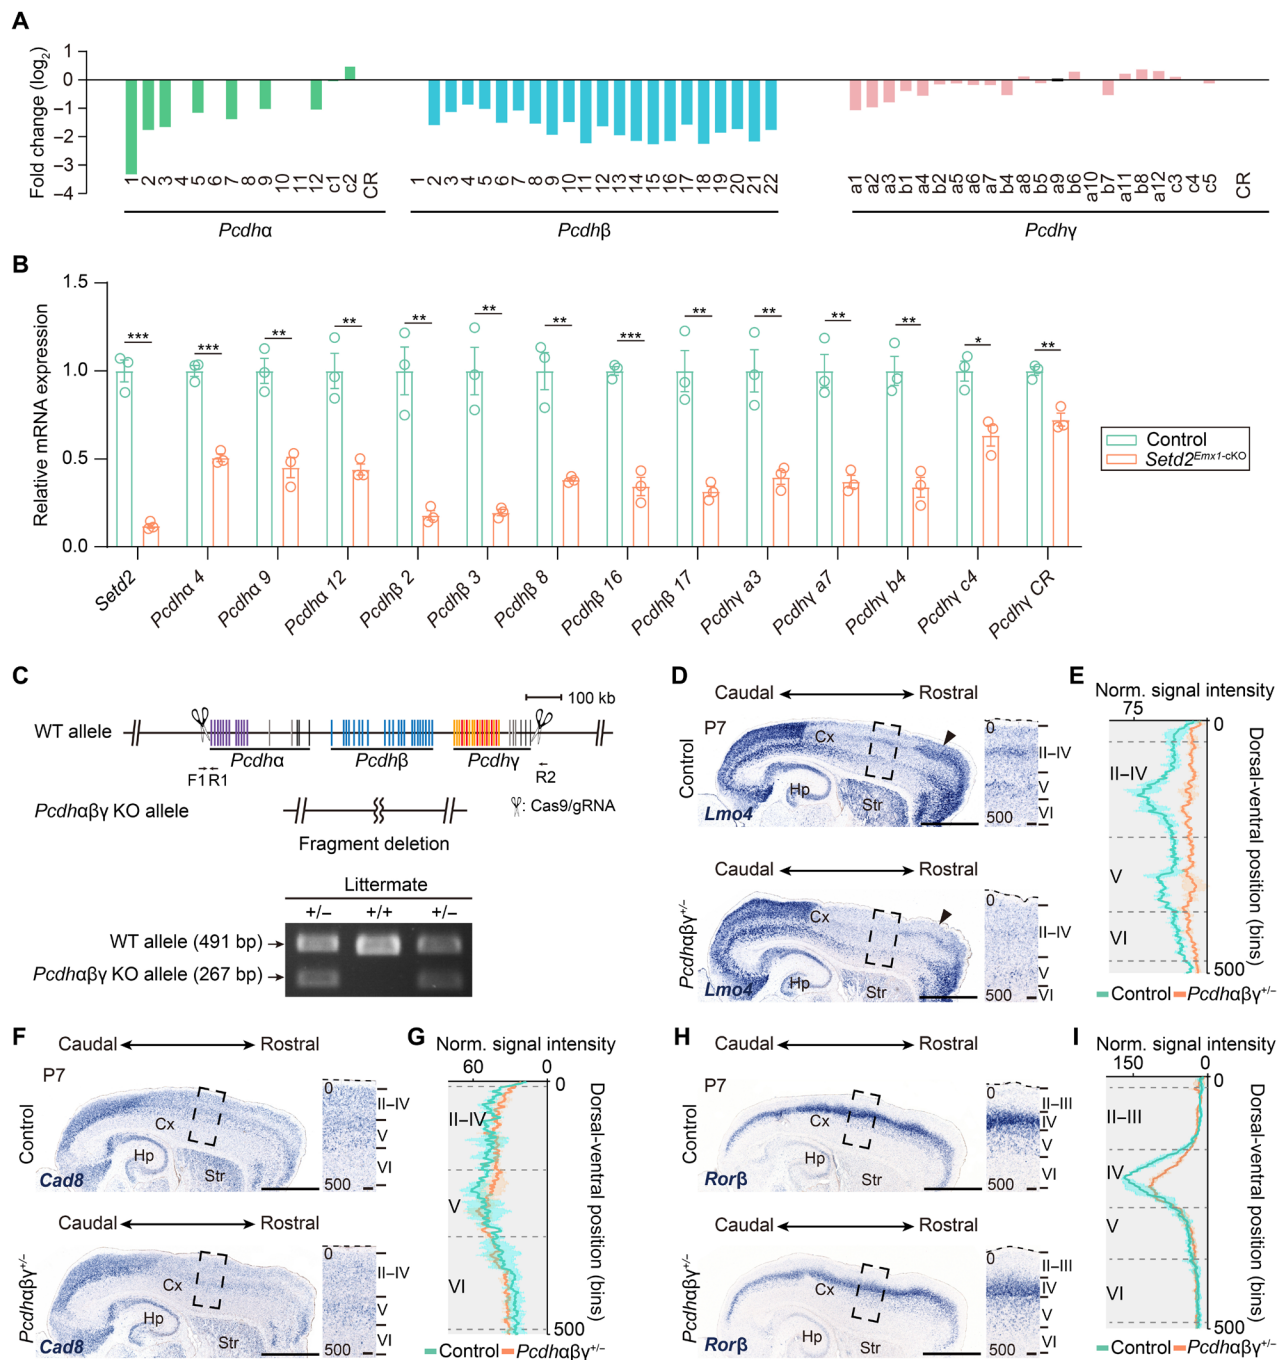 A
Fold change (log2)
1
0
−1
−2
−3
−4
1 2 3 4 5 6 7 8 9 10 11 12 c1 c2 CR
1 2 3 4 5 6 7 8 9 10 11 12 13 14 15 16 17 18 19 20 21 22
a1 a2 a3 b1 a4 b2 a5 a6 a7 b4 a8 b5 a9 b6 a10 b7 a11 b8 a12 c3 c4 c5 CR
Pcdhα
Pcdhβ
Pcdhγ
B
Relative mRNA expression
1.5
1.0
0.5
0.0
*** *** ** ** ** ** ** *** ** ** ** ** * **
Setd2
Pcdhα 4
Pcdhα 9
Pcdhα 12
Pcdhβ 2
Pcdhβ 3
Pcdhβ 8
Pcdhβ 16
Pcdhβ 17
Pcdhγ a3
Pcdhγ a7
Pcdhγ b4
Pcdhγ c4
Pcdhγ CR
Control
Setd2Emx1-cKO
C
100 kb
WT allele
Pcdhα
Pcdhβ
Pcdhγ
F1 R1
R2
Pcdhαβγ KO allele
: Cas9/gRNA
Fragment deletion
Littermate
+/− +/+ +/−
WT allele (491 bp)
Pcdhαβγ KO allele (267 bp)
D
Caudal
Rostral
P7
Control
Cx
Hp
Str
Lmo4
0
II–IV
V
VI
500
Caudal
Rostral
Pcdhαβγ+/−
Cx
Hp
Str
Lmo4
0
II–IV
V
VI
500
E
Norm. signal intensity
75
0
II–IV
V
VI
500
Dorsal-ventral position (bins)
Control Pcdhαβγ+/−
F
Caudal
Rostral
P7
Control
Cx
Hp
Str
Cad8
0
II–IV
V
VI
500
Caudal
Rostral
Pcdhαβγ+/−
Cx
Hp
Str
Cad8
0
II–IV
V
VI
500
G
Norm. signal intensity
60
0
0
II–IV
V
VI
500
Dorsal-ventral position (bins)
Control Pcdhαβγ+/−
H
Caudal
Rostral
P7
Control
Cx
Hp
Str
Rorβ
0
II–III
IV
V
VI
500
Caudal
Rostral
Pcdhαβγ+/−
Cx
Hp
Str
Rorβ
0
II–III
IV
V
VI
500
I
Norm. signal intensity
150
0
0
II–III
IV
V
VI
500
Dorsal-ventral position (bins)
Control Pcdhαβγ+/−